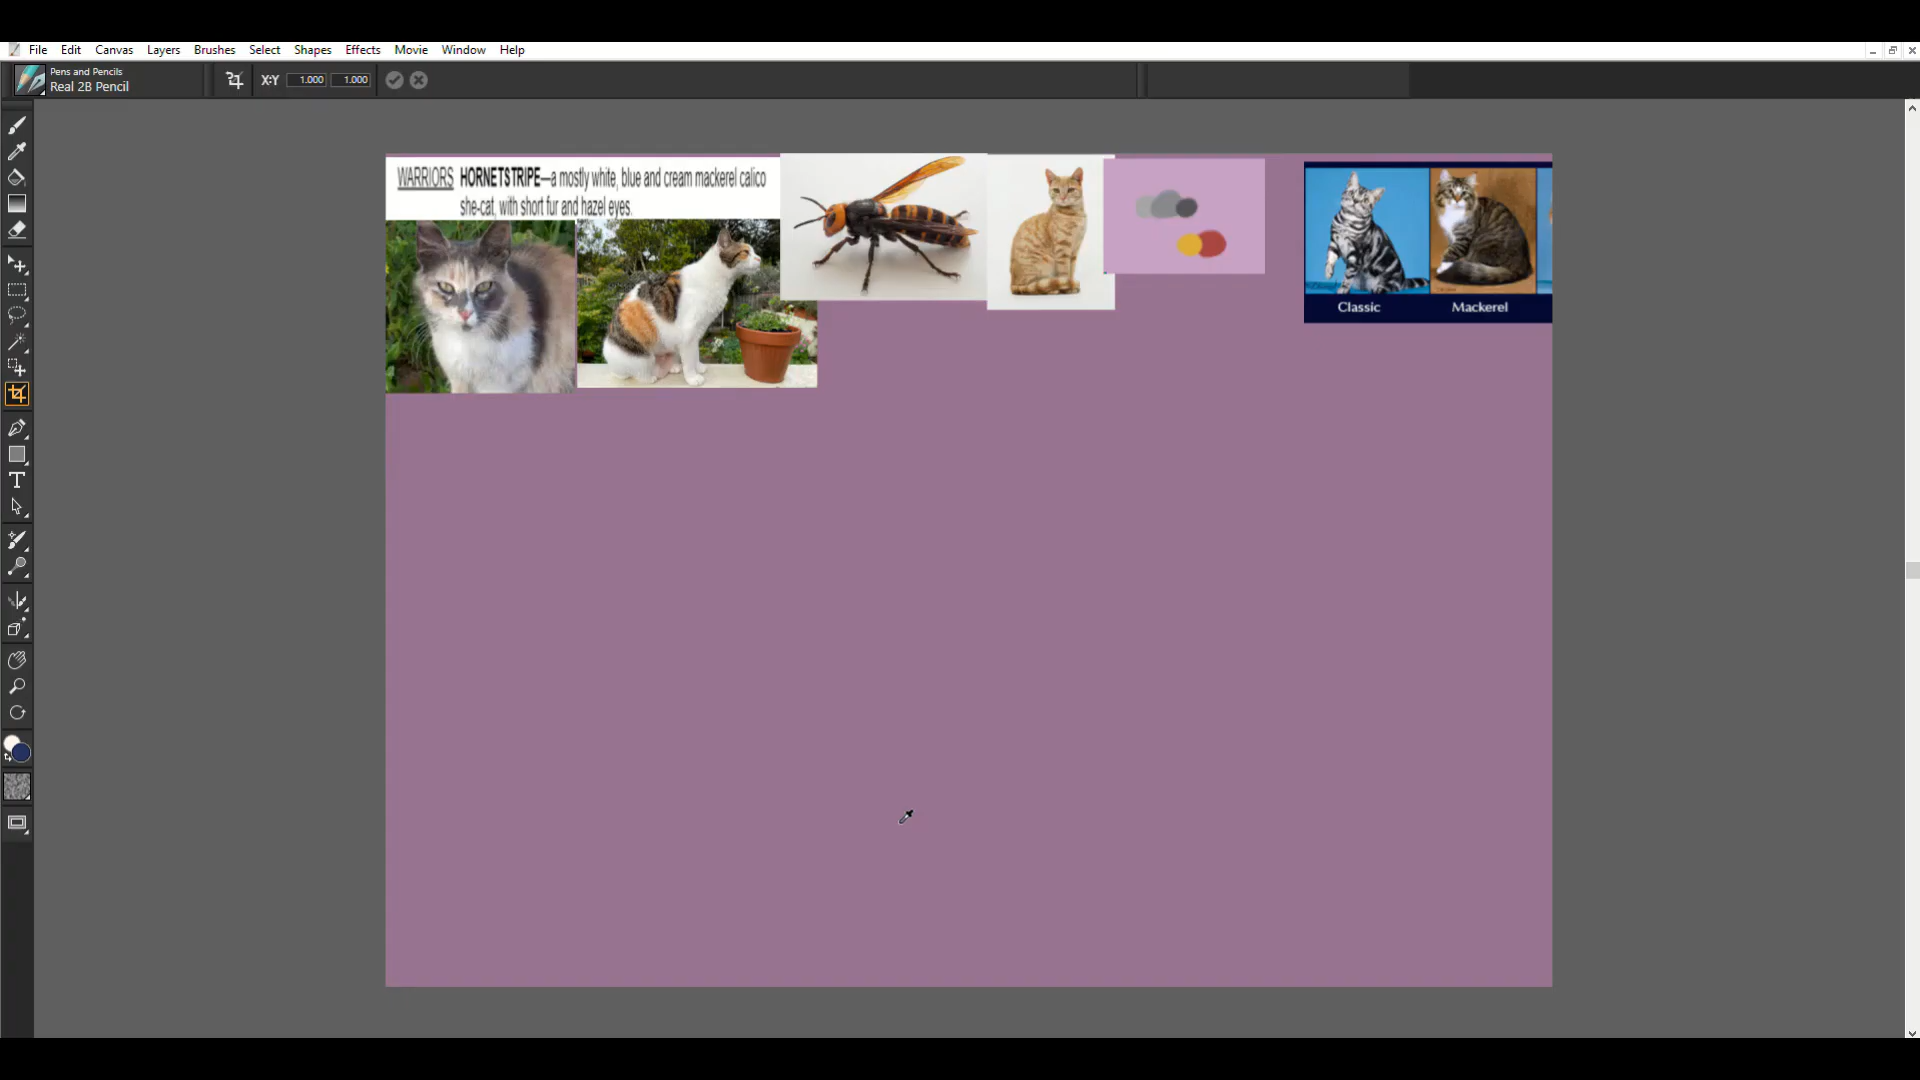 File Edit Canvas Layers Brushes Select Shapes Effects Movie Window Help
Pens and Pencils
Real 2B Pencil
X:Y 1.000 1.000
WARRIORS HORNETSTRIPE—a mostly white, blue and cream mackerel calico
she-cat, with short fur and hazel eyes.
Classic Mackerel